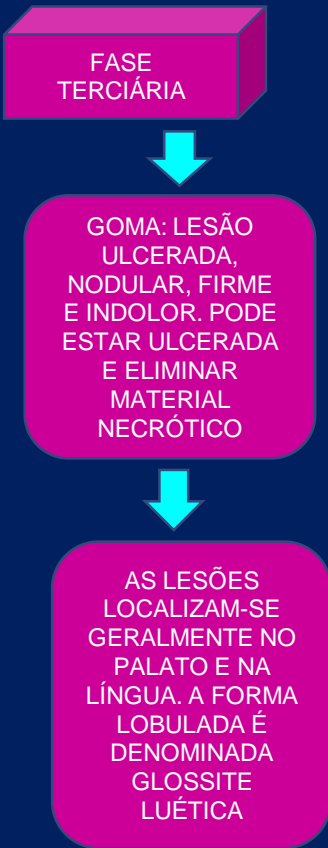 FASE
TERCIÁRIA
GOMA: LESÃO
ULCERADA,
NODULAR, FIRME
E INDOLOR. PODE
ESTAR ULCERADA
E ELIMINAR
MATERIAL
NECRÓTICO
AS LESÕES
LOCALIZAM-SE
GERALMENTE NO
PALATO E NA
LÍNGUA. A FORMA
LOBULADA É
DENOMINADA
GLOSSITE
LUÉTICA